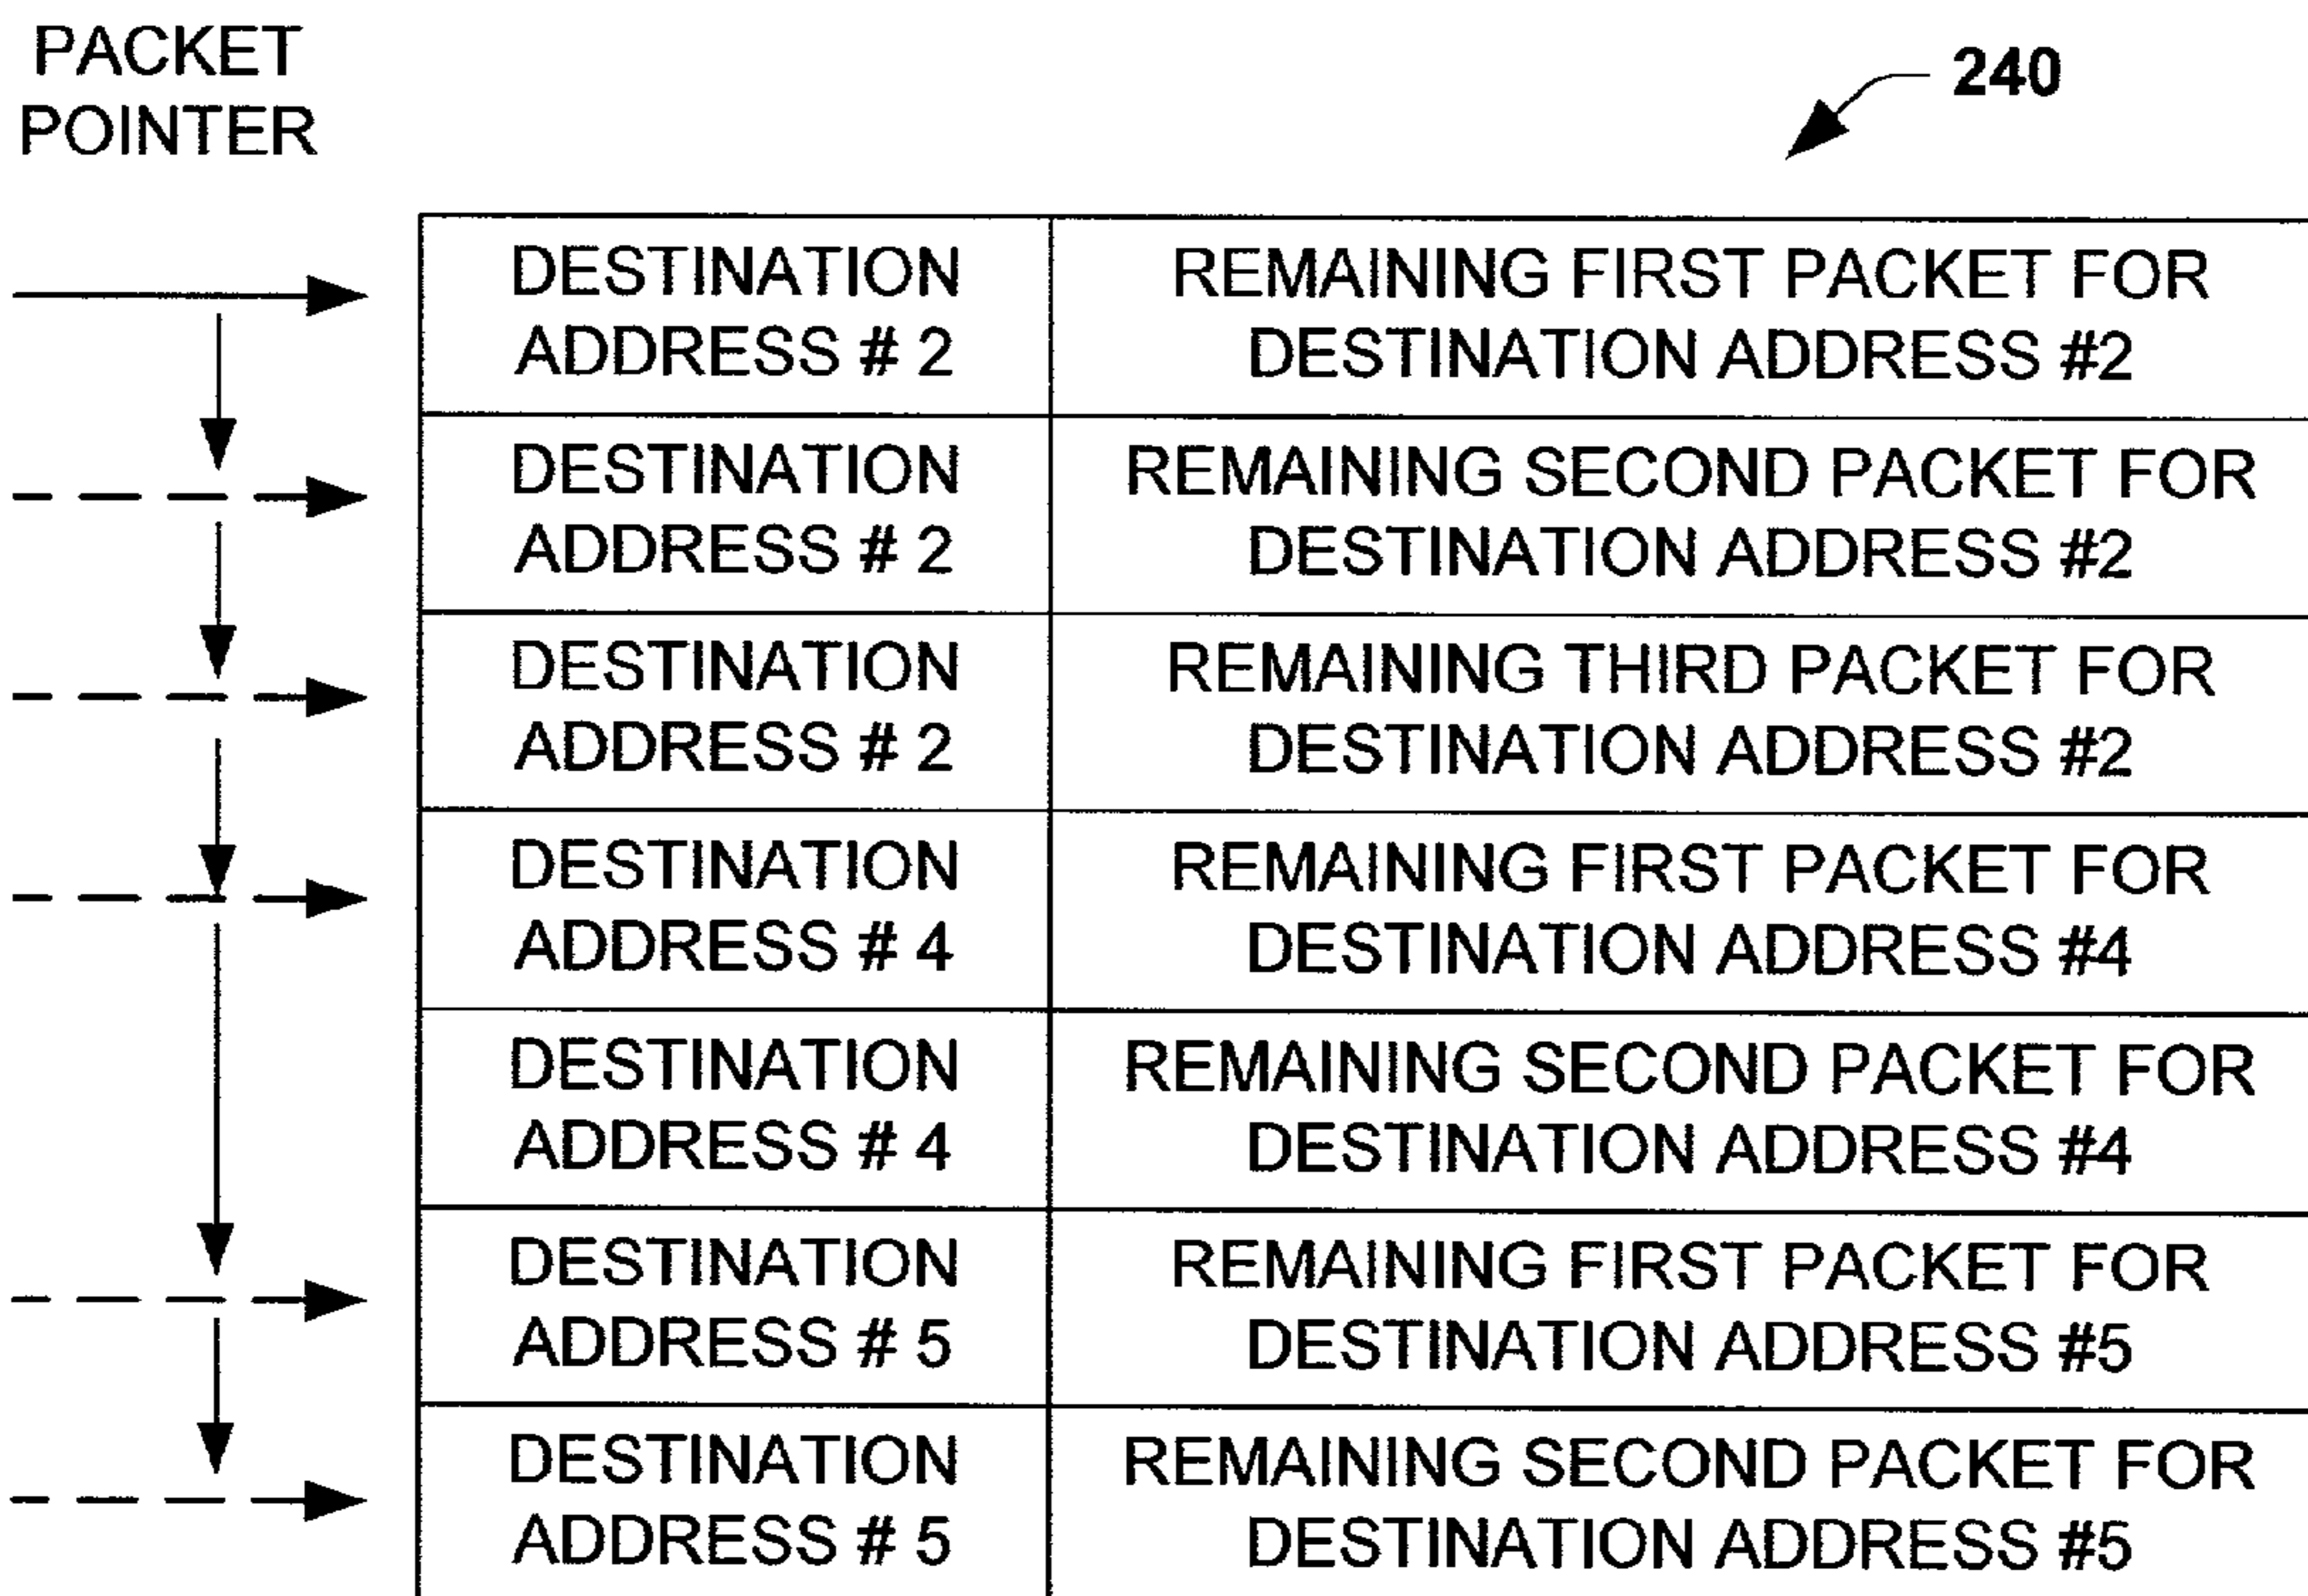 PACKET
POINTER
240
DESTINATION
ADDRESS # 2
REMAINING FIRST PACKET FOR
DESTINATION ADDRESS #2
DESTINATION
ADDRESS # 2
REMAINING SECOND PACKET FOR
DESTINATION ADDRESS #2
DESTINATION
ADDRESS # 2
REMAINING THIRD PACKET FOR
DESTINATION ADDRESS #2
DESTINATION
ADDRESS # 4
REMAINING FIRST PACKET FOR
DESTINATION ADDRESS #4
DESTINATION
ADDRESS # 4
REMAINING SECOND PACKET FOR
DESTINATION ADDRESS #4
DESTINATION
ADDRESS # 5
REMAINING FIRST PACKET FOR
DESTINATION ADDRESS #5
DESTINATION
ADDRESS # 5
REMAINING SECOND PACKET FOR
DESTINATION ADDRESS #5